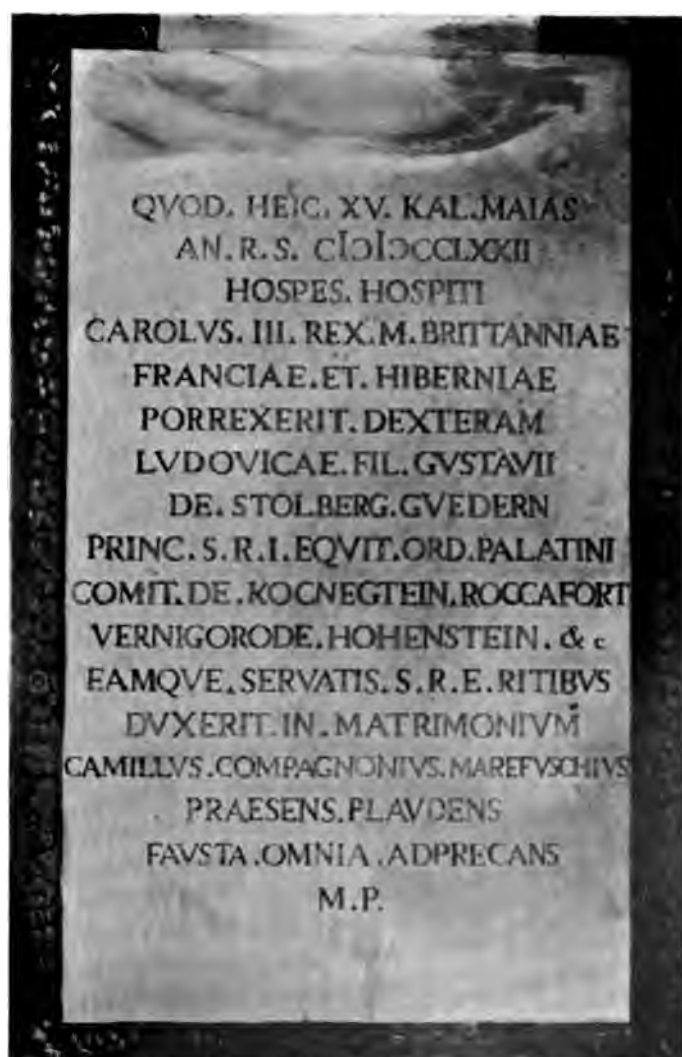 QVOD. HEIC. XV. KAL. MAIAS
AN. R. S. CIƆIƆCCLXXII
HOSPES. HOSPITI
CAROLVS. III. REX. M. BRITTANNIAE
FRANCIAE. ET. HIBERNIAE
PORREXERIT. DEXTERAM
LVDOVICAE. FIL. GVSTAVII
DE. STOLBERG. GVEDERN
PRINC. S. R. I. EQVIT. ORD. PALATINI
COMIT. DE. KOCNEGTEIN. ROCCAFORT
VERNIGORODE. HOHENSTEIN. & c
EAMQVE. SERVATIS. S. R. E. RITIBVS
DVXERIT. IN. MATRIMONIVM
CAMILLVS. COMPAGNONIVS. MAREFVSCHIVS
PRAESENS. PLAVDENS
FAVSTA. OMNIA. ADPRECANS
M. P.